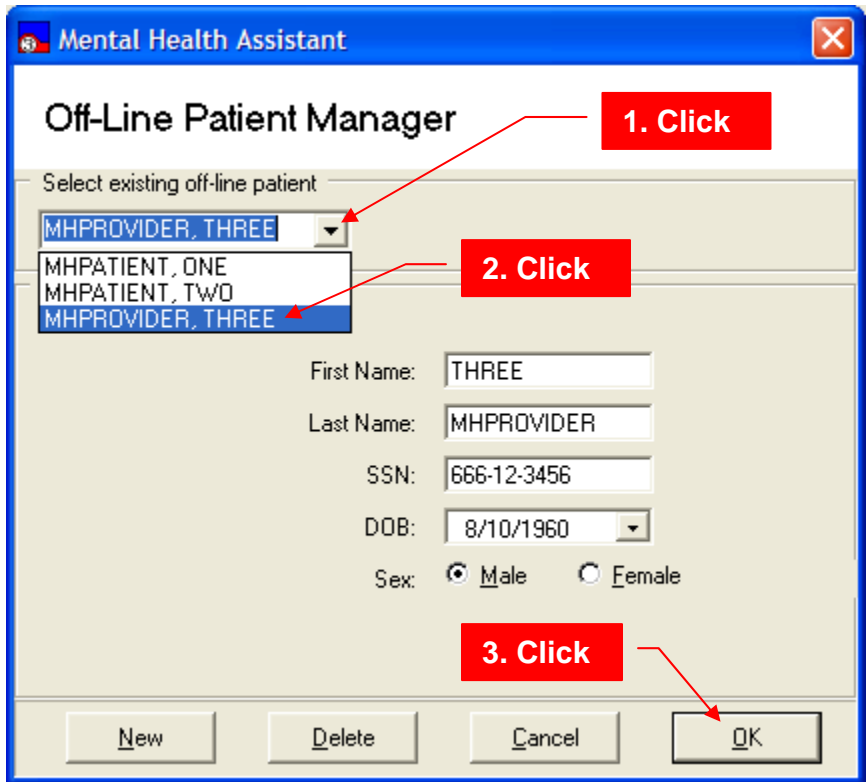 Mental Health Assistant
Off-Line Patient Manager
1. Click
Select existing off-line patient
MHPROVIDER, THREE
2. Click
MHPATIENT, ONE
MHPATIENT, TWO
MHPROVIDER, THREE
First Name: THREE
Last Name: MHPROVIDER
SSN: 666-12-3456
DOB: 8/10/1960
Sex: Male Female
3. Click
New Delete Cancel OK